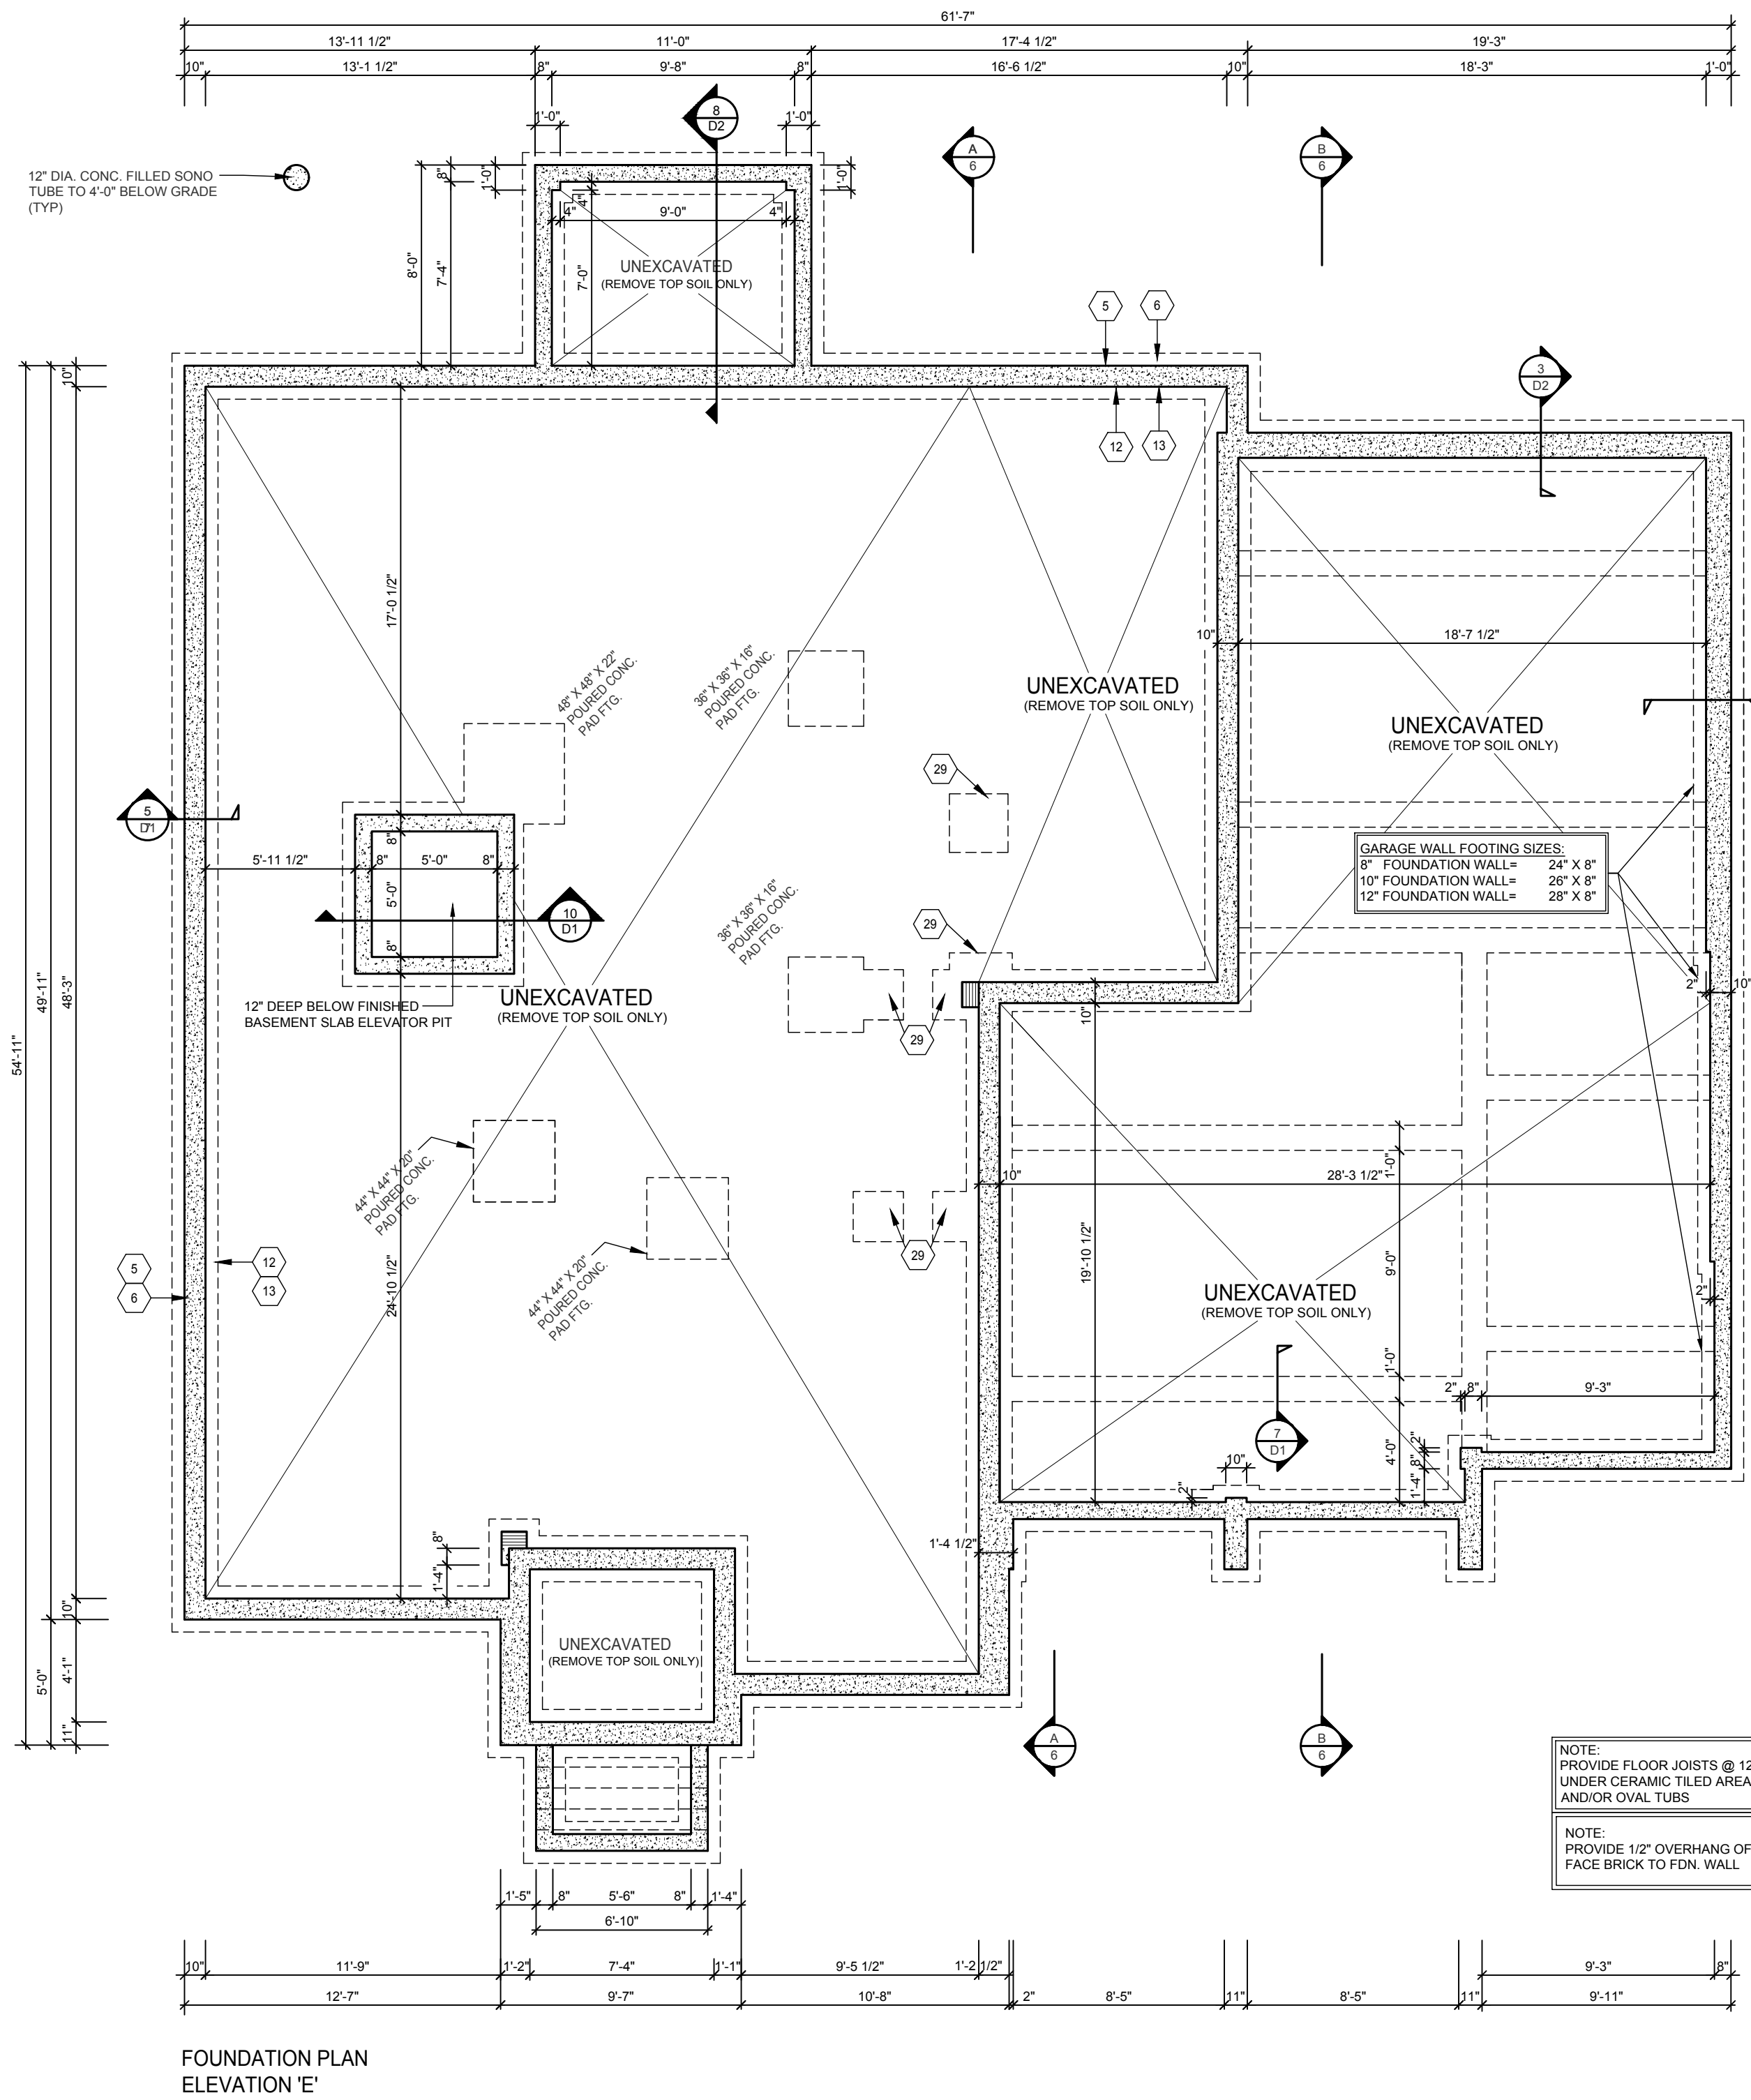 61'-7"
13'-11 1/2" 11'-0" 17'-4 1/2" 19'-3"
10" 13'-1 1/2" 8" 9'-8" 8" 16'-6 1/2" 10" 18'-3" 1'-0"
1'-0" 1'-0"
8
D2
A
6
B
6
12" DIA. CONC. FILLED SONO
TUBE TO 4'-0" BELOW GRADE
(TYP)
8"
1'-0"
1'-0"
4"
4" 9'-0" 4"
8'-0"
7'-4"
7'-0"
UNEXCAVATED
(REMOVE TOP SOIL ONLY)
5
6
10"
3
D2
12
13
17'-0 1/2"
10" 18'-7 1/2"
48" X 48" X 22"
POURED CONC.
PAD FTG.
36" X 36" X 16"
POURED CONC.
PAD FTG.
UNEXCAVATED
(REMOVE TOP SOIL ONLY)
UNEXCAVATED
(REMOVE TOP SOIL ONLY)
29
5
D1
8"
5'-11 1/2" 8" 5'-0" 8"
5'-0"
8"
GARAGE WALL FOOTING SIZES:
8" FOUNDATION WALL= 24" X 8"
10" FOUNDATION WALL= 26" X 8"
12" FOUNDATION WALL= 28" X 8"
10
D1
36" X 36" X 16"
POURED CONC.
PAD FTG.
29
54'-11"
49'-11"
48'-3"
12" DEEP BELOW FINISHED
BASEMENT SLAB ELEVATOR PIT
UNEXCAVATED
(REMOVE TOP SOIL ONLY)
2" 10"
10"
29
44" X 44" X 20"
POURED CONC.
PAD FTG.
10" 28'-3 1/2"
1'-0"
19'-10 1/2"
9'-0"
29
5
6
12
13
24'-10 1/2"
44" X 44" X 20"
POURED CONC.
PAD FTG.
UNEXCAVATED
(REMOVE TOP SOIL ONLY)
2"
1'-0"
2" 8" 9'-3"
7
D1
4'-0"
2"
8"
1'-4"
10"
2"
8"
1'-4"
1'-4 1/2"
10"
5'-0"
4'-1"
11"
UNEXCAVATED
(REMOVE TOP SOIL ONLY)
A
6
B
6
NOTE:
PROVIDE FLOOR JOISTS @ 12
UNDER CERAMIC TILED AREA
AND/OR OVAL TUBS
NOTE:
PROVIDE 1/2" OVERHANG OF
FACE BRICK TO FDN. WALL
1'-5" 8" 5'-6" 8" 1'-4"
6'-10"
10" 11'-9" 1'-2" 7'-4" 1'-1" 9'-5 1/2" 1'-2 1/2" 9'-3" 8"
12'-7" 9'-7" 10'-8" 2" 8'-5" 11" 8'-5" 11" 9'-11"
FOUNDATION PLAN
ELEVATION 'E'